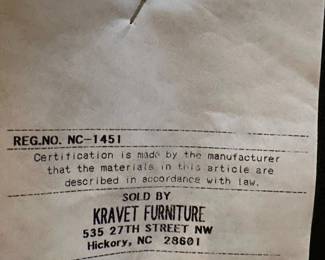 REG.NO. NC-1451
Certification is made by the manufacturer
that the materials in this article are
described in accordance with law.
SOLD BY
KRAVET FURNITURE
535 27TH STREET NW
Hickory, NC 28601